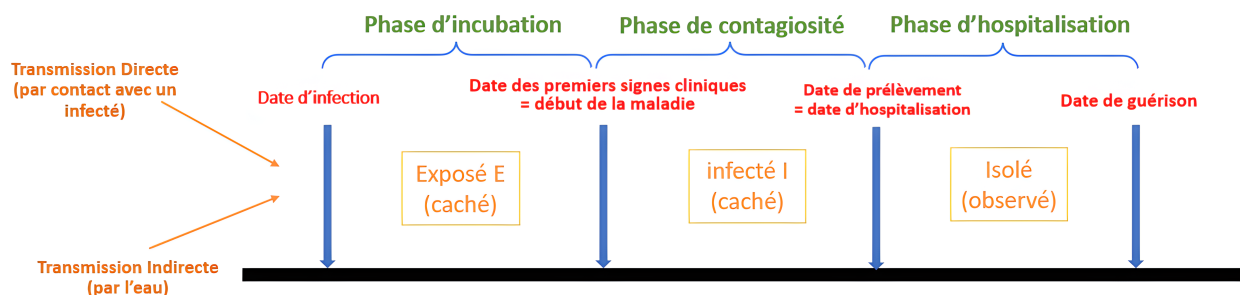 Phase d’incubation
Phase de contagiosité
Phase d’hospitalisation
Transmission Directe
(par contact avec un
infecté)
Date d’infection
Date des premiers signes cliniques
= début de la maladie
Date de prélèvement
= date d’hospitalisation
Date de guérison
Exposé E
(caché)
infecté I
(caché)
Isolé
(observé)
Transmission Indirecte
(par l’eau)